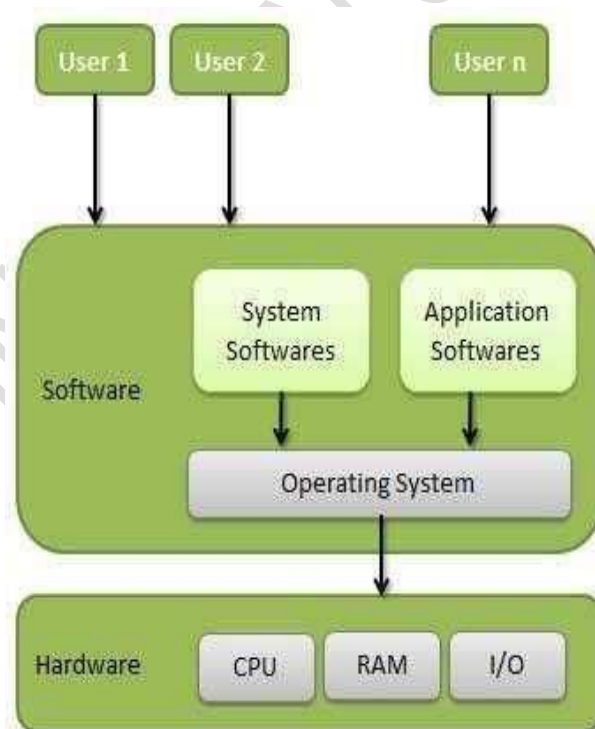 User 1
User 2
User n
System
Softwares
Application
Softwares
Software
Operating System
Hardware
CPU
RAM
I/O